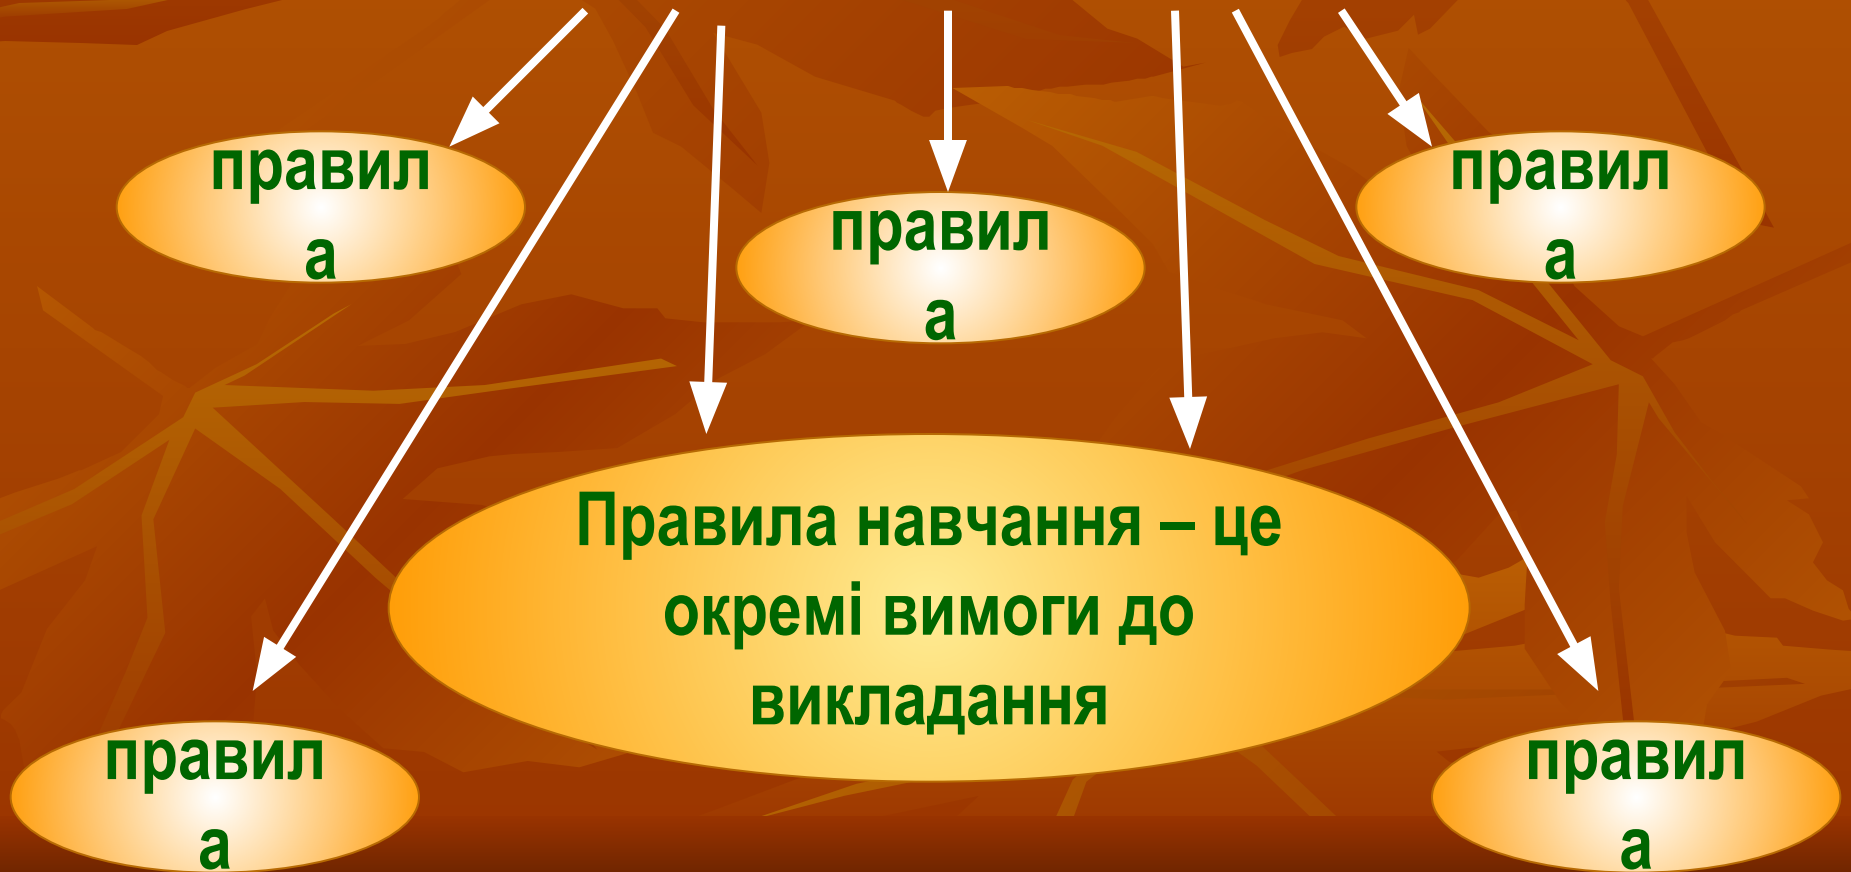 правил
а
правил
а
правил
а
Правила навчання – це
окремі вимоги до
викладання
правил
а
правил
а